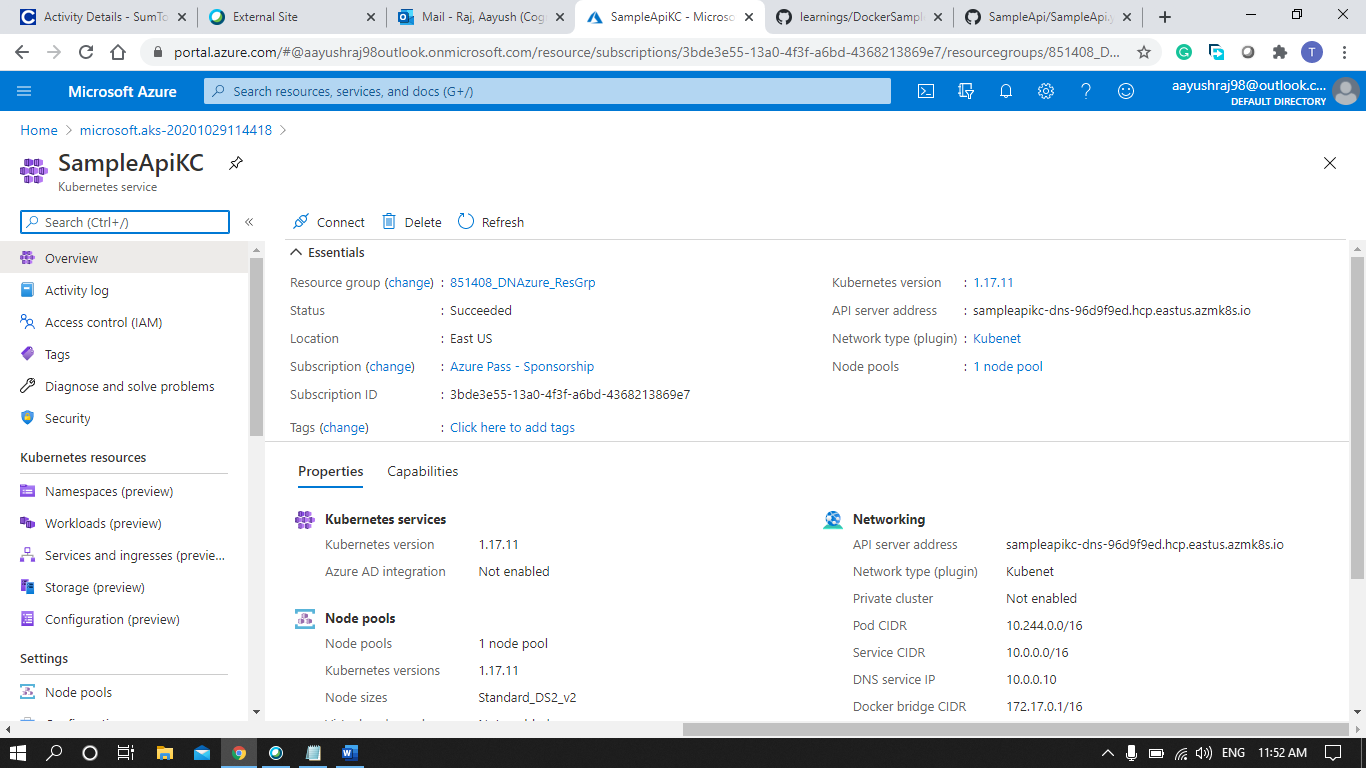 Activity Details - SumTo
External Site
Mail - Raj, Aayush (Cog
SampleApiKC - Microso
learnings/DockerSampl
SampleApi/SampleApi.y
portal.azure.com/#@aayushraj98outlook.onmicrosoft.com/resource/subscriptions/3bde3e55-13a0-4f3f-a6bd-4368213869e7/resourcegroups/851408_D...
T
Microsoft Azure
Search resources, services, and docs (G+/)
aayushraj98@outlook.c...
DEFAULT DIRECTORY
Home > microsoft.aks-20201029114418 >
SampleApiKC
Kubernetes service
Search (Ctrl+/)
«
Connect
Delete
Refresh
Overview
Activity log
Access control (IAM)
Tags
Diagnose and solve problems
Security
Kubernetes resources
Namespaces (preview)
Workloads (preview)
Services and ingresses (previe...
Storage (preview)
Configuration (preview)
Settings
Node pools
Essentials
Resource group (change) : 851408_DNAzure_ResGrp
Status : Succeeded
Location : East US
Subscription (change) : Azure Pass - Sponsorship
Subscription ID : 3bde3e55-13a0-4f3f-a6bd-4368213869e7
Tags (change) : Click here to add tags
Kubernetes version : 1.17.11
API server address : sampleapikc-dns-96d9f9ed.hcp.eastus.azmk8s.io
Network type (plugin) : Kubenet
Node pools : 1 node pool
Properties
Capabilities
Kubernetes services
Kubernetes version 1.17.11
Azure AD integration Not enabled
Node pools
Node pools 1 node pool
Kubernetes versions 1.17.11
Node sizes Standard_DS2_v2
Networking
API server address sampleapikc-dns-96d9f9ed.hcp.eastus.azmk8s.io
Network type (plugin) Kubenet
Private cluster Not enabled
Pod CIDR 10.244.0.0/16
Service CIDR 10.0.0.0/16
DNS service IP 10.0.0.10
Docker bridge CIDR 172.17.0.1/16
ENG
11:52 AM